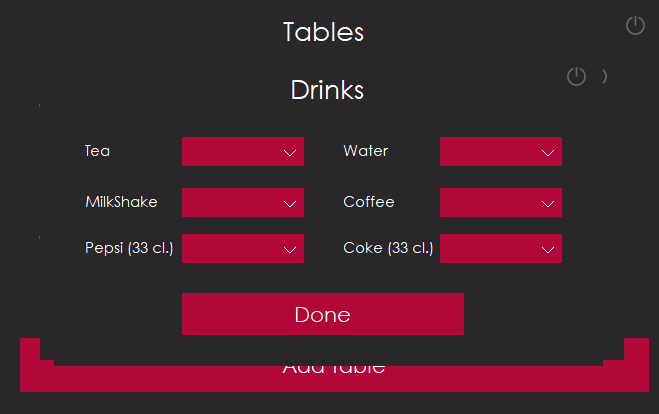 Tables
Drinks
Tea
Water
MilkShake
Coffee
Pepsi (33 cl.)
Coke (33 cl.)
Done
Add Table